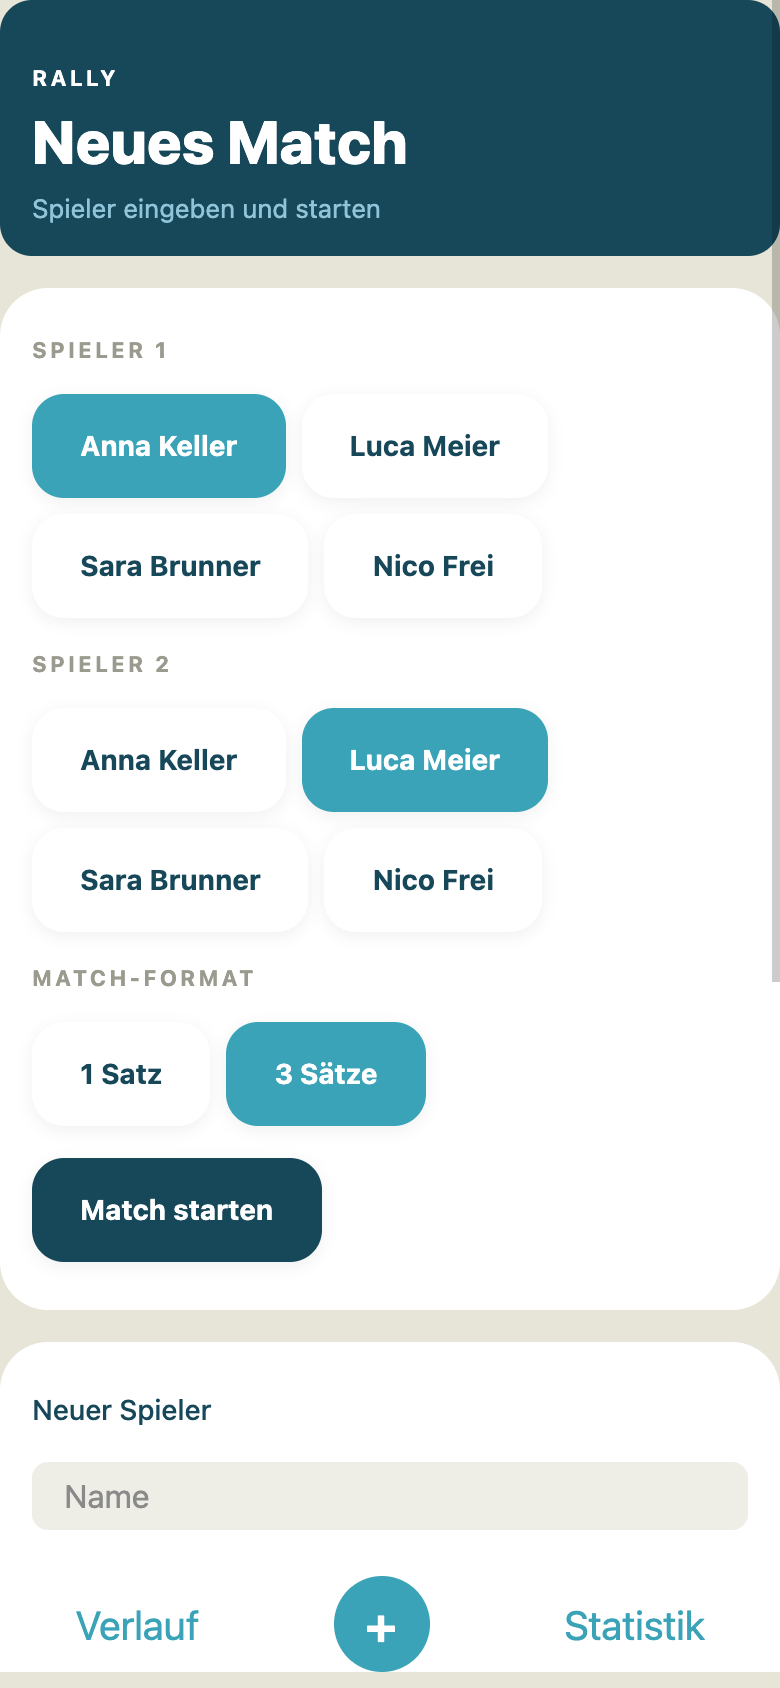 RALLY
Neues Match
Spieler eingeben und starten
SPIELER 1
Anna Keller
Luca Meier
Sara Brunner
Nico Frei
SPIELER 2
Anna Keller
Luca Meier
Sara Brunner
Nico Frei
MATCH-FORMAT
1 Satz
3 Sätze
Match starten
Neuer Spieler
Name
Verlauf
+
Statistik